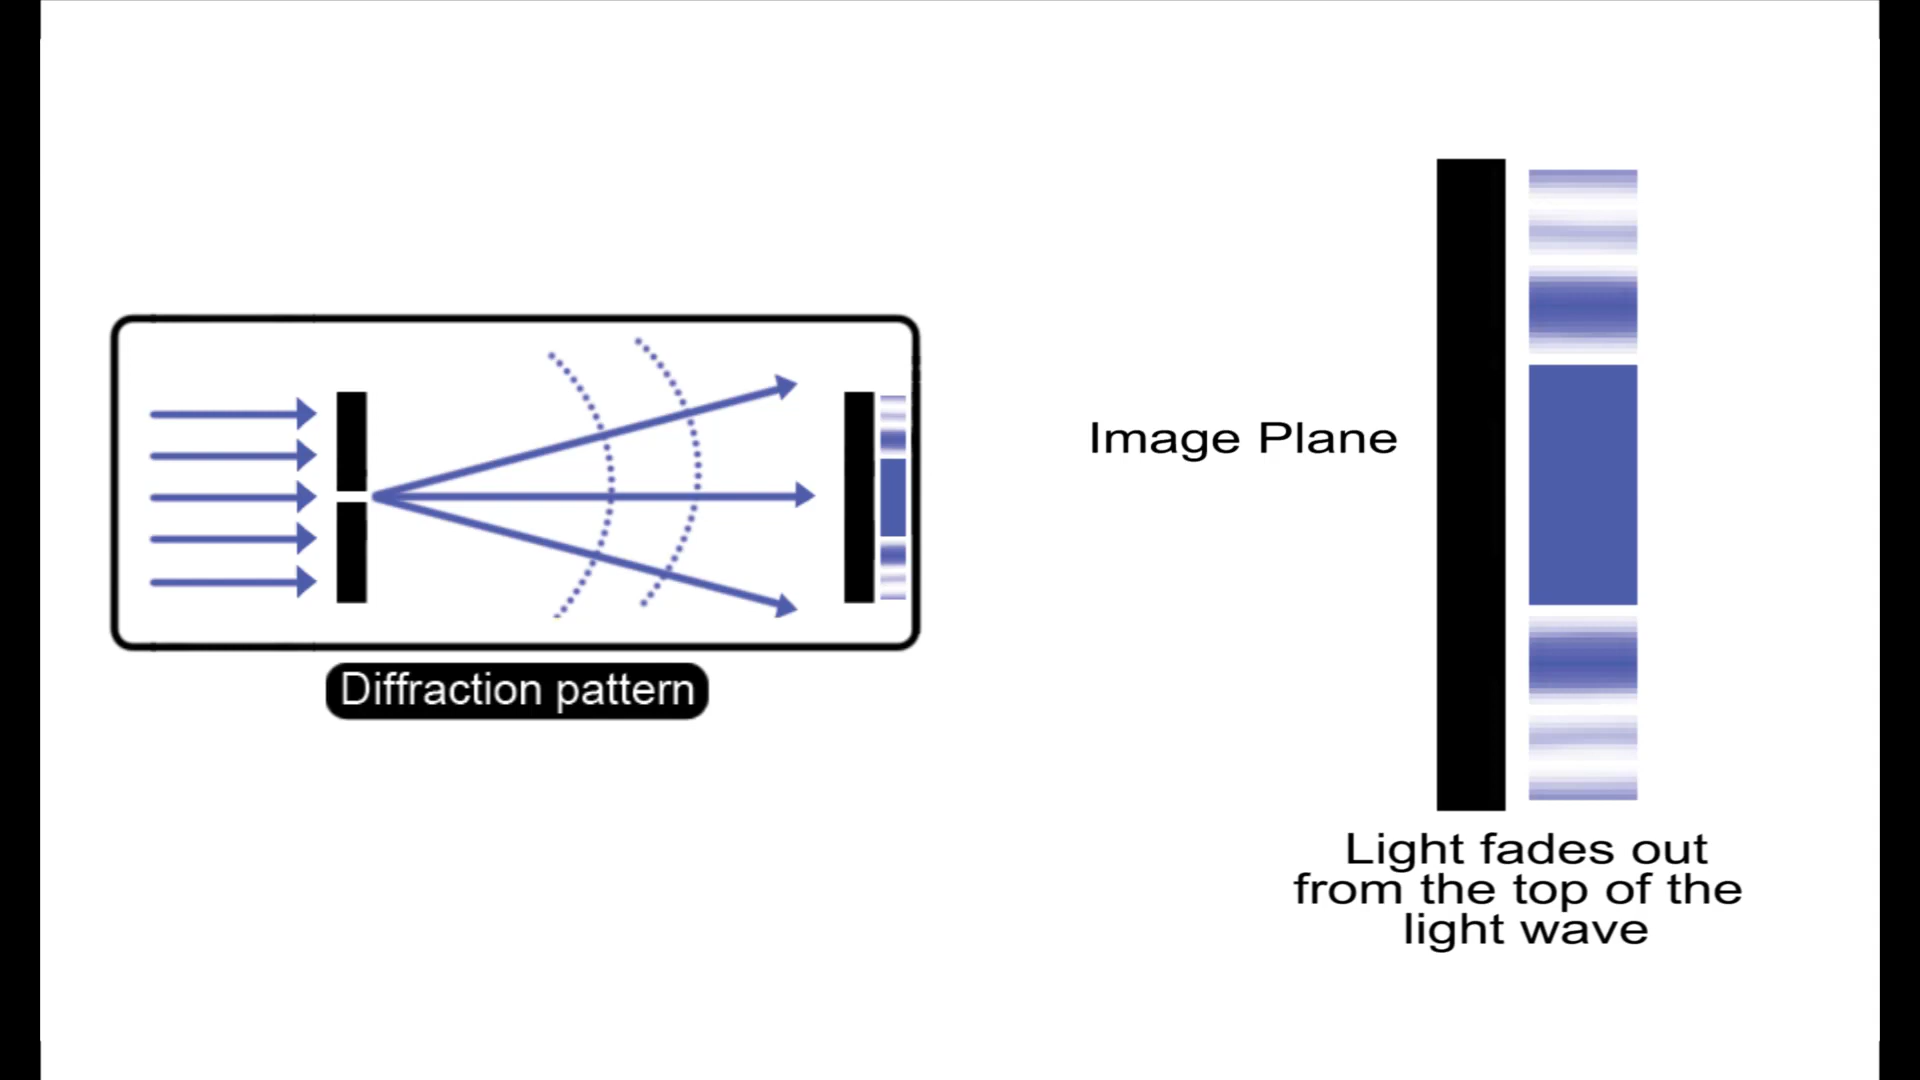 Image Plane
Diffraction pattern
Light fades out
from the top of the
light wave